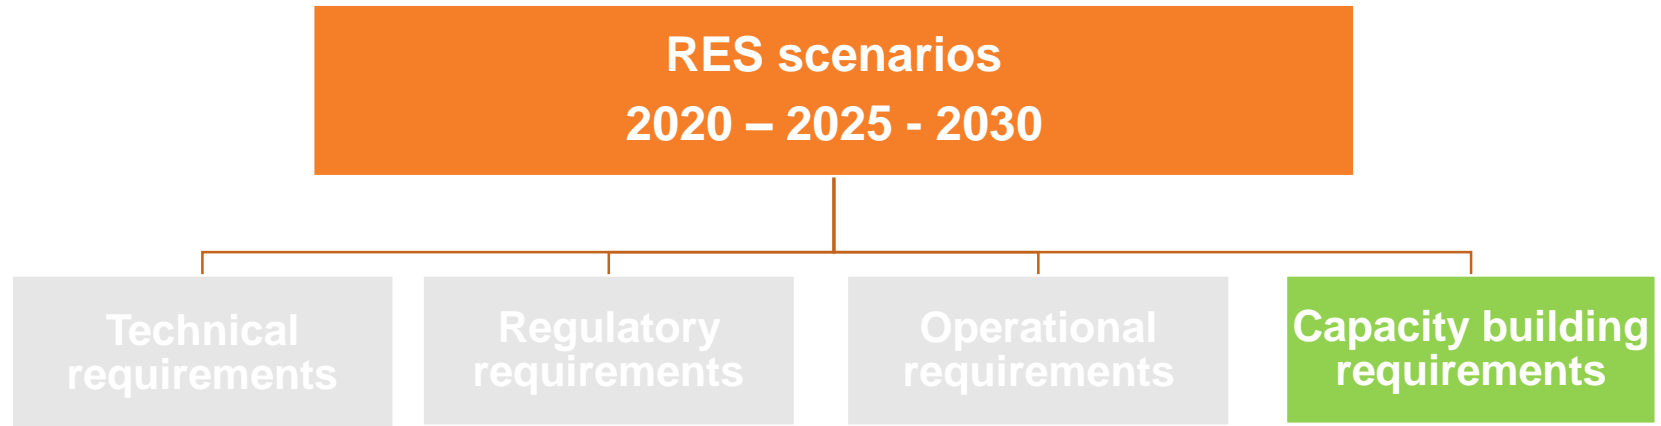 RES scenarios
2020 – 2025 - 2030
Technical
requirements
Regulatory
requirements
Operational
requirements
Capacity building
requirements